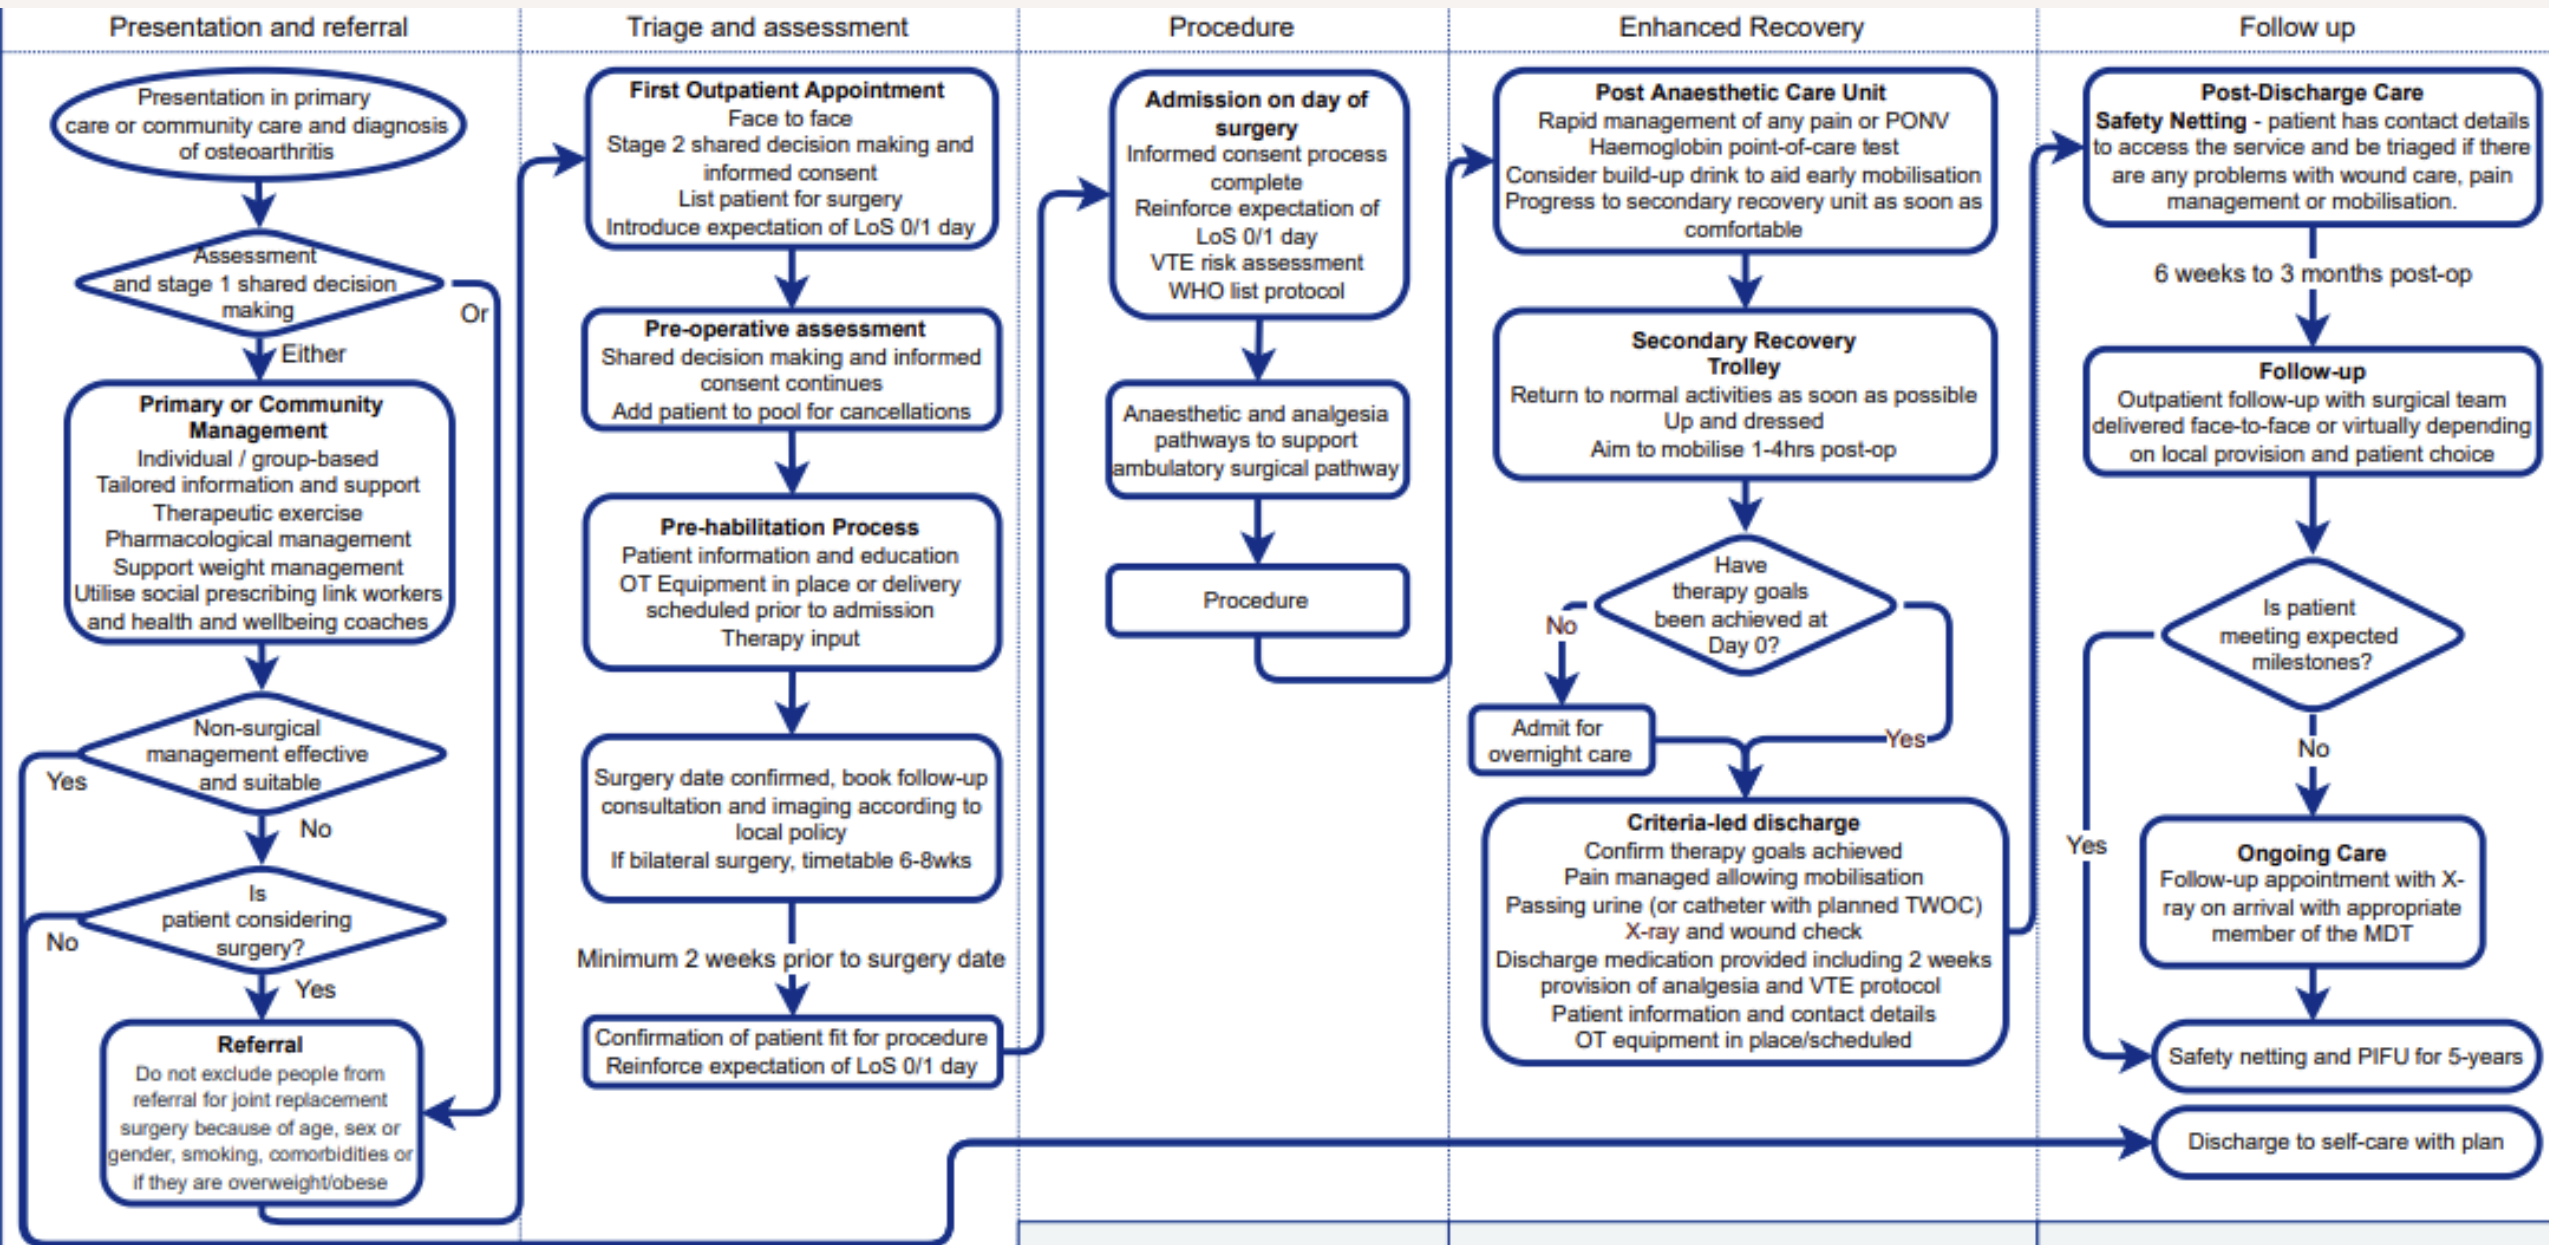 Presentation and referral
Presentation in primary
care or community care and diagnosis
of osteoarthritis
Assessment
and stage 1 shared decision
making
Or
Either
Primary or Community
Management
Individual / group-based
Tailored information and support
Therapeutic exercise
Pharmacological management
Support weight management
Utilise social prescribing link workers
and health and wellbeing coaches
Non-surgical
management effective
and suitable
Yes
No
Is
patient considering
surgery?
No
Yes
Referral
Do not exclude people from
referral for joint replacement
surgery because of age, sex or
gender, smoking, comorbidities or
if they are overweight/obese
Triage and assessment
First Outpatient Appointment
Face to face
Stage 2 shared decision making and
informed consent
List patient for surgery
Introduce expectation of LoS 0/1 day
Pre-operative assessment
Shared decision making and informed
consent continues
Add patient to pool for cancellations
Pre-habilitation Process
Patient information and education
OT Equipment in place or delivery
scheduled prior to admission
Therapy input
Surgery date confirmed, book follow-up
consultation and imaging according to
local policy
If bilateral surgery, timetable 6-8wks
Minimum 2 weeks prior to surgery date
Confirmation of patient fit for procedure
Reinforce expectation of LoS 0/1 day
Procedure
Admission on day of
surgery
Informed consent process
complete
Reinforce expectation of
LoS 0/1 day
VTE risk assessment
WHO list protocol
Anaesthetic and analgesia
pathways to support
ambulatory surgical pathway
Procedure
Enhanced Recovery
Post Anaesthetic Care Unit
Rapid management of any pain or PONV
Haemoglobin point-of-care test
Consider build-up drink to aid early mobilisation
Progress to secondary recovery unit as soon as
comfortable
Secondary Recovery
Trolley
Return to normal activities as soon as possible
Up and dressed
Aim to mobilise 1-4hrs post-op
Have
therapy goals
been achieved at
Day 0?
No
Yes
Admit for
overnight care
Criteria-led discharge
Confirm therapy goals achieved
Pain managed allowing mobilisation
Passing urine (or catheter with planned TWOC)
X-ray and wound check
Discharge medication provided including 2 weeks
provision of analgesia and VTE protocol
Patient information and contact details
OT equipment in place/scheduled
Follow up
Post-Discharge Care
Safety Netting - patient has contact details
to access the service and be triaged if there
are any problems with wound care, pain
management or mobilisation.
6 weeks to 3 months post-op
Follow-up
Outpatient follow-up with surgical team
delivered face-to-face or virtually depending
on local provision and patient choice
Is patient
meeting expected
milestones?
No
Yes
Ongoing Care
Follow-up appointment with X-
ray on arrival with appropriate
member of the MDT
Safety netting and PIFU for 5-years
Discharge to self-care with plan